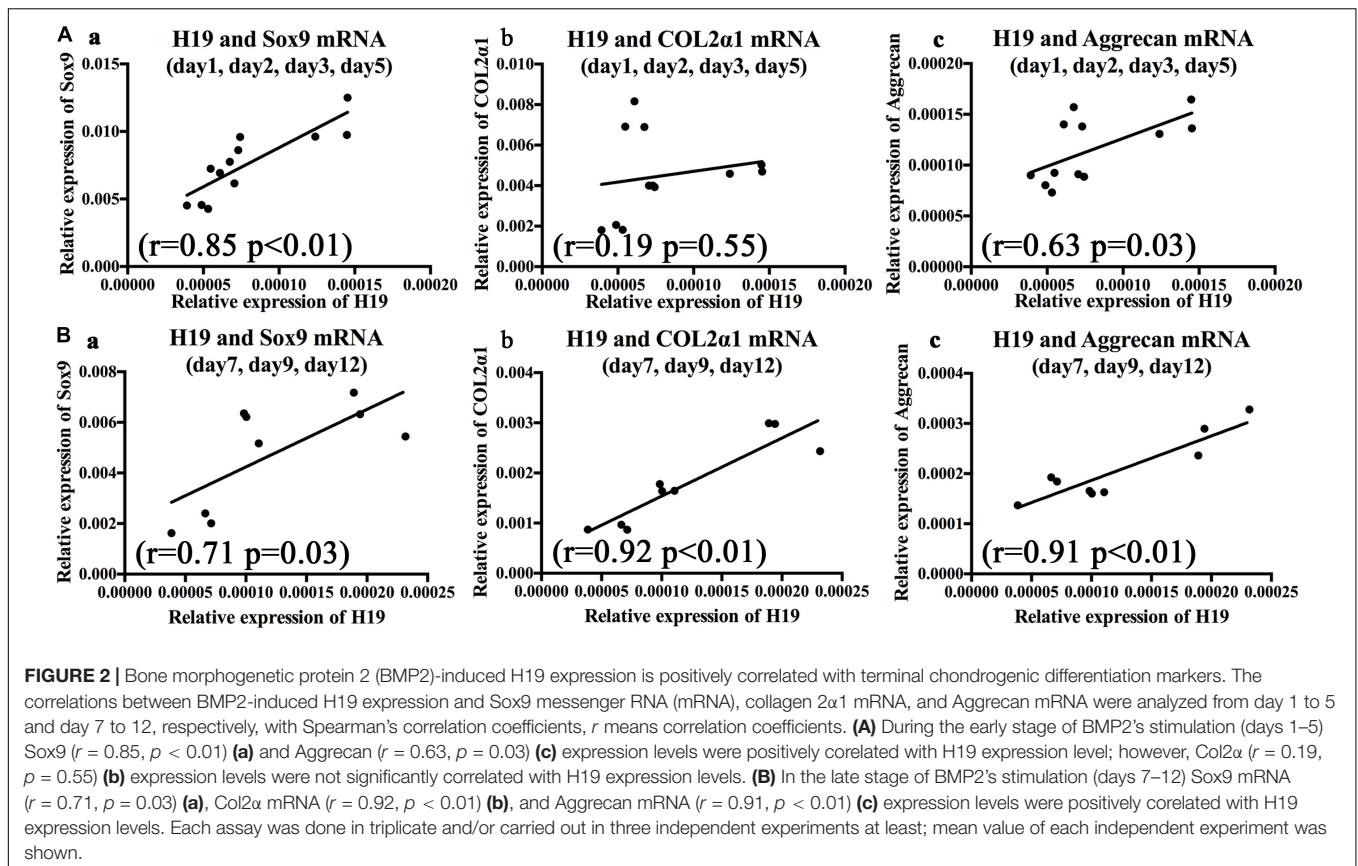 A a
H19 and Sox9 mRNA
(day1, day2, day3, day5)
Relative expression of Sox9
0.015
0.010
0.005
0.000
(r=0.85 p<0.01)
0.00000 0.00005 0.00010 0.00015 0.00020
Relative expression of H19
b
H19 and COL2α1 mRNA
(day1, day2, day3, day5)
Relative expression of COL2α1
0.010
0.008
0.006
0.004
0.002
0.000
(r=0.19 p=0.55)
0.00000 0.00005 0.00010 0.00015 0.00020
Relative expression of H19
c
H19 and Aggrecan mRNA
(day1, day2, day3, day5)
Relative expression of Aggrecan
0.00020
0.00015
0.00010
0.00005
0.00000
(r=0.63 p=0.03)
0.00000 0.00005 0.00010 0.00015 0.00020
Relative expression of H19
B a
H19 and Sox9 mRNA
(day7, day9, day12)
Relative expression of Sox9
0.008
0.006
0.004
0.002
0.000
(r=0.71 p=0.03)
0.00000 0.00005 0.00010 0.00015 0.00020 0.00025
Relative expression of H19
b
H19 and COL2α1 mRNA
(day7, day9, day12)
Relative expression of COL2α1
0.004
0.003
0.002
0.001
0.000
(r=0.92 p<0.01)
0.00000 0.00005 0.00010 0.00015 0.00020 0.00025
Relative expression of H19
c
H19 and Aggrecan mRNA
(day7, day9, day12)
Relative expression of Aggrecan
0.0004
0.0003
0.0002
0.0001
0.0000
(r=0.91 p<0.01)
0.00000 0.00005 0.00010 0.00015 0.00020 0.00025
Relative expression of H19
FIGURE 2 | Bone morphogenetic protein 2 (BMP2)-induced H19 expression is positively correlated with terminal chondrogenic differentiation markers. The
correlations between BMP2-induced H19 expression and Sox9 messenger RNA (mRNA), collagen 2α1 mRNA, and Aggrecan mRNA were analyzed from day 1 to 5
and day 7 to 12, respectively, with Spearman's correlation coefficients, r means correlation coefficients. (A) During the early stage of BMP2's stimulation (days 1–5)
Sox9 (r = 0.85, p < 0.01) (a) and Aggrecan (r = 0.63, p = 0.03) (c) expression levels were positively corelated with H19 expression level; however, Col2α (r = 0.19,
p = 0.55) (b) expression levels were not significantly correlated with H19 expression levels. (B) In the late stage of BMP2's stimulation (days 7–12) Sox9 mRNA
(r = 0.71, p = 0.03) (a), Col2α mRNA (r = 0.92, p < 0.01) (b), and Aggrecan mRNA (r = 0.91, p < 0.01) (c) expression levels were positively corelated with H19
expression levels. Each assay was done in triplicate and/or carried out in three independent experiments at least; mean value of each independent experiment was
shown.